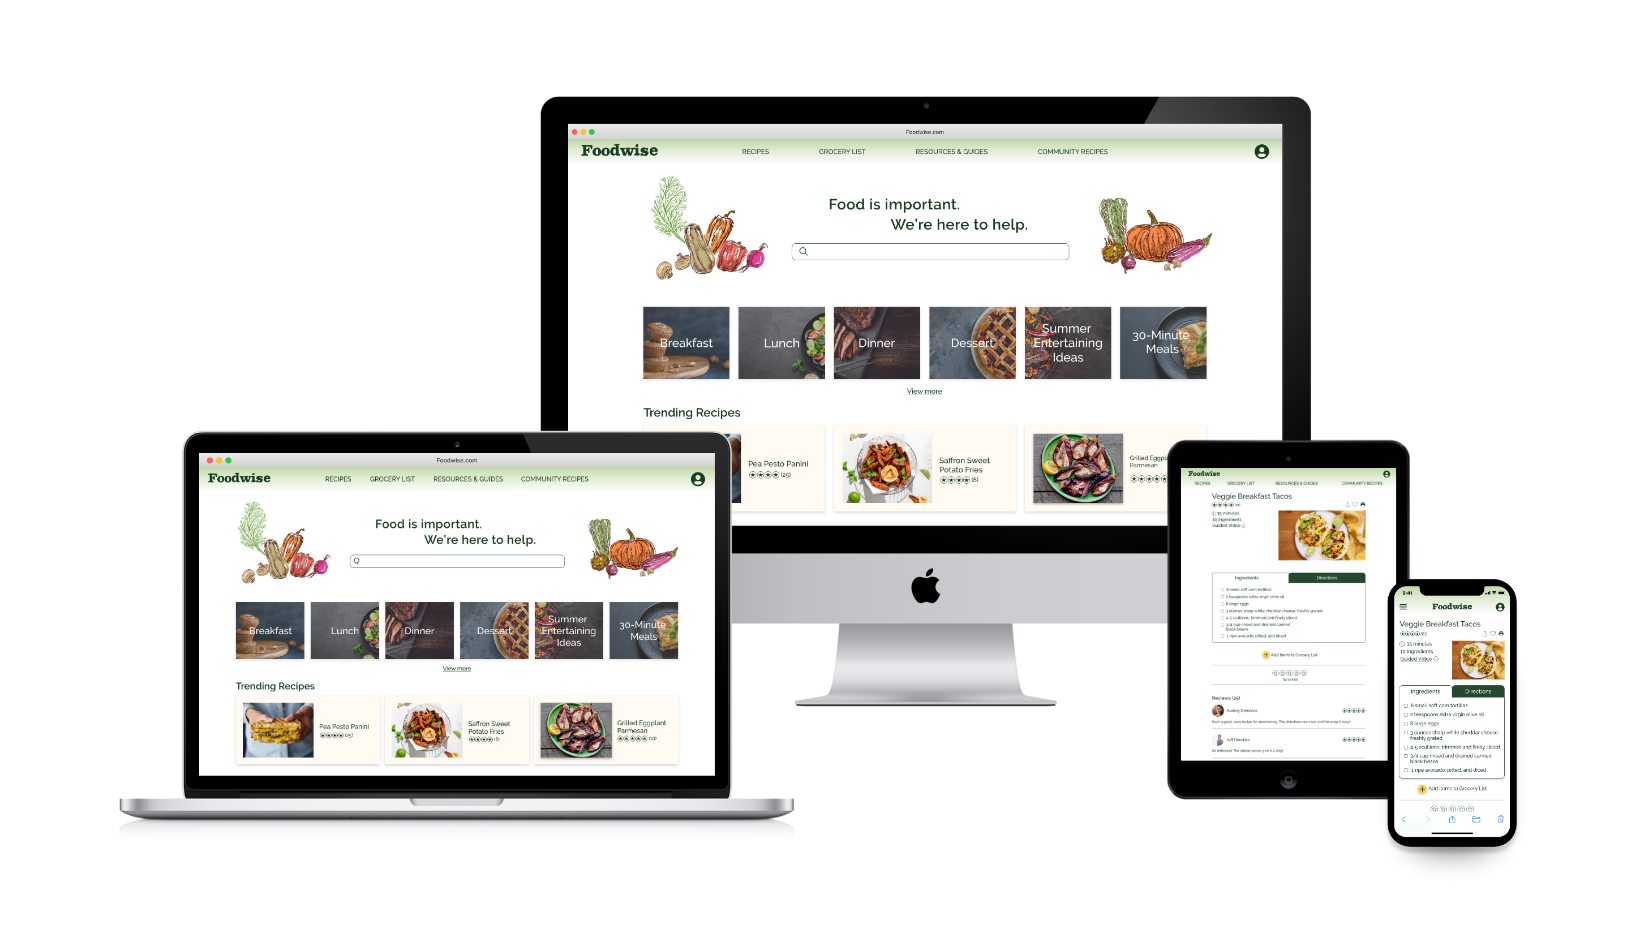 Foodwise.com
Foodwise
RECIPES
GROCERY LIST
RESOURCES & GUIDES
COMMUNITY RECIPES
Food is important.
We're here to help.
Breakfast
Lunch
Dinner
Dessert
Summer
Entertaining
Ideas
30-Minute
Meals
View more
Trending Recipes
Pea Pesto Panini
(25)
Saffron Sweet
Potato Fries
(6)
Grilled Eggpl
Parmesan
Foodwise.com
Foodwise
RECIPES
GROCERY LIST
RESOURCES & GUIDES
COMMUNITY RECIPES
Food is important.
We're here to help.
Breakfast
Lunch
Dinner
Dessert
Summer
Entertaining
Ideas
30-Minute
Meals
View more
Trending Recipes
Pea Pesto Panini
(25)
Saffron Sweet
Potato Fries
Grilled Eggplant
Parmesan
Foodwise
RECIPES
GROCERY LIST
RESOURCES & GUIDES
COMMUNITY RECIPES
Veggie Breakfast Tacos
35 minutes
10 Ingredients
Guided Video
Ingredients
Directions
8 small soft corn tortillas
2 teaspoons extra virgin olive oil
8 large eggs
3 ounces sharp white cheddar cheese, freshly grated
4-5 scallions, trimmed and finely sliced
3/4 cup rinsed and drained canned
black beans
1 ripe avocado, pitted, and diced
Add Items to Grocery List
Tap to Rate
Reviews (25)
2:41
Foodwise
Veggie Breakfast Tacos
35 minutes
10 Ingredients
Guided Video
Ingredients
Directions
8 small soft corn tortillas
2 teaspoons extra virgin olive oil
8 large eggs
3 ounces sharp white cheddar cheese,
freshly grated
4-5 scallions, trimmed and finely sliced
3/4 cup rinsed and drained canned
black beans
1 ripe avocado, pitted, and diced
Add Items to Grocery List